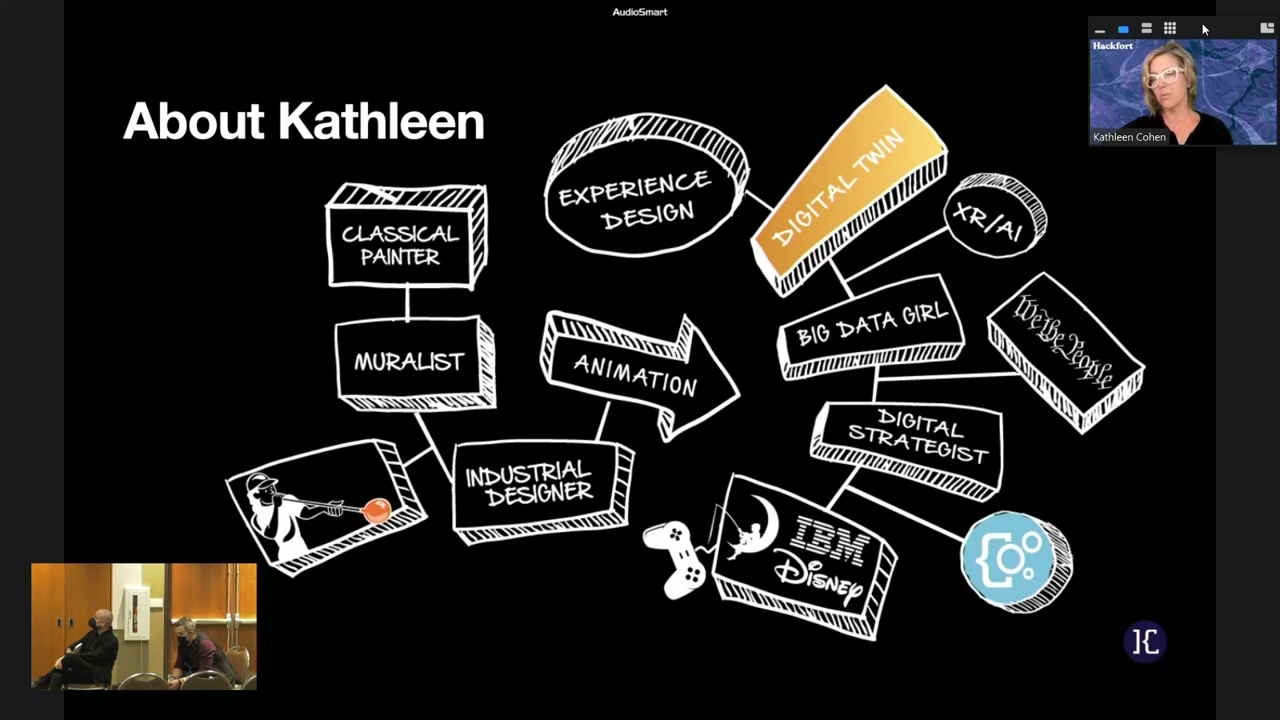 AudioSmart
Hackfort
Kathleen Cohen
About Kathleen
CLASSICAL
PAINTER
MURALIST
INDUSTRIAL
DESIGNER
ANIMATION
EXPERIENCE
DESIGN
DIGITAL TWIN
XR/AI
BIG DATA GIRL
We the People
DIGITAL
STRATEGIST
IBM
Disney